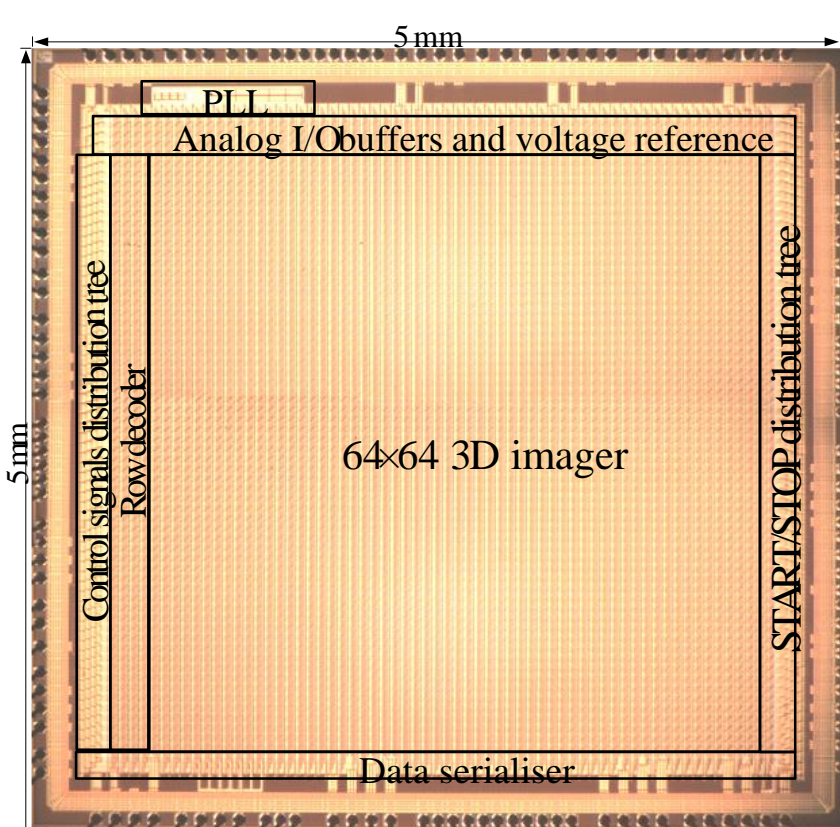 5 mm
PLL
Analog I/O buffers and voltage reference
Control signals distribution tree
Row decoder
5 mm
64×64 3D imager
START/STOP distribution tree
Data serialiser